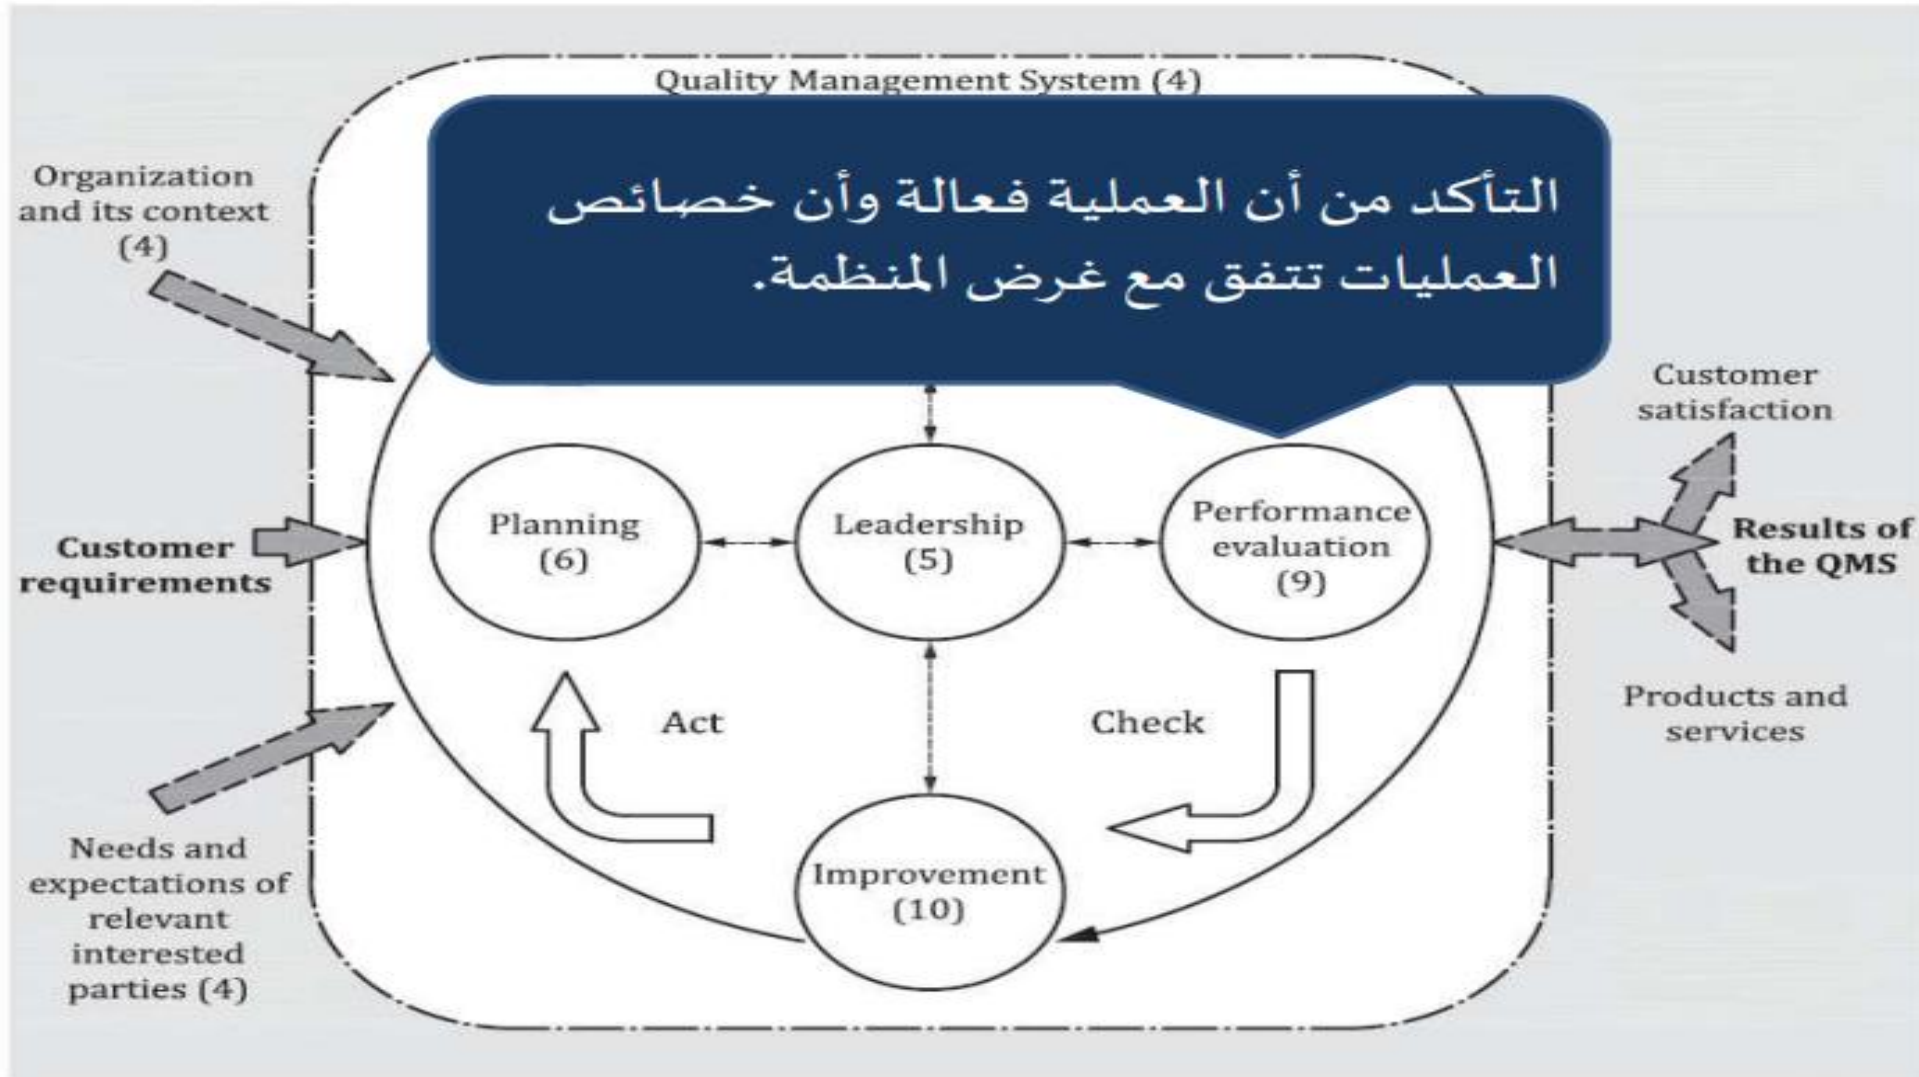 Quality Management System (4)
التأكد من أن العملية فعالة وأن خصائص
العمليات تتفق مع غرض المنظمة.
Organization
and its context
(4)
Customer
requirements
Needs and
expectations of
relevant
interested
parties (4)
Planning
(6)
Leadership
(5)
Performance
evaluation
(9)
Act
Check
Improvement
(10)
Customer
satisfaction
Results of
the QMS
Products and
services